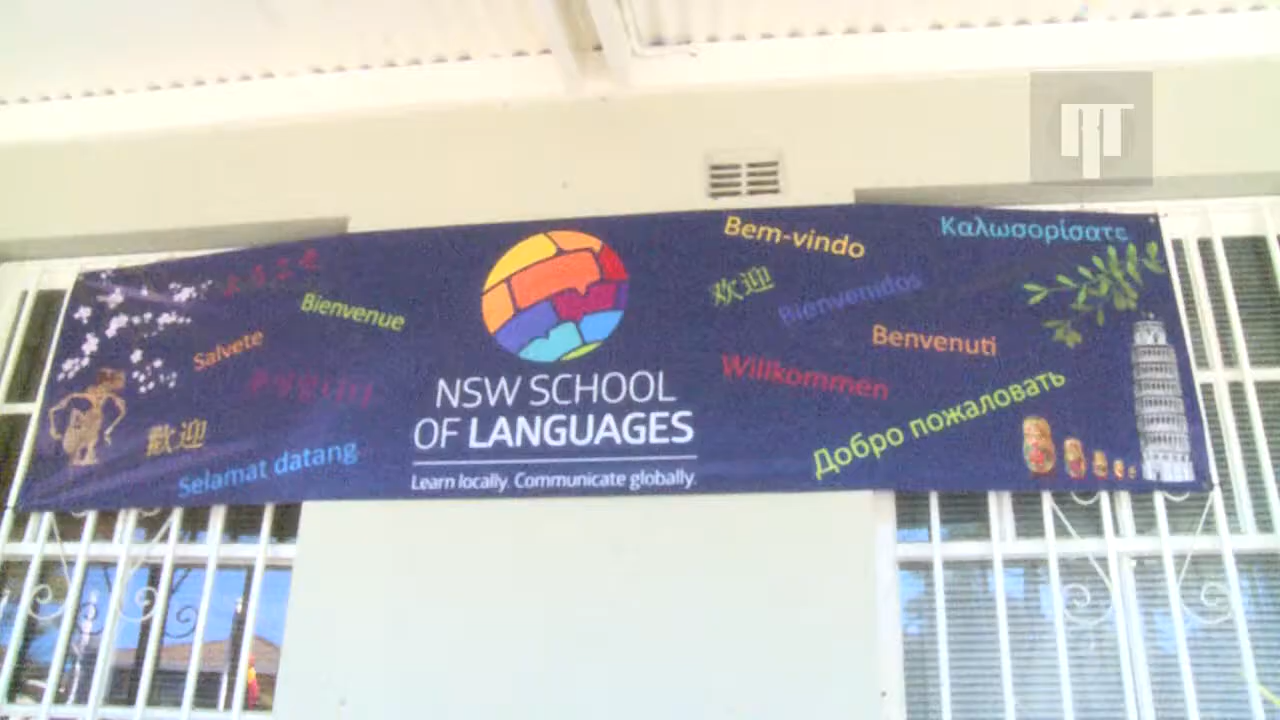 Bem-vindo
Καλωσορίσατε
Bienvenue
欢迎
Bienvenidos
Salvete
Benvenuti
Willkommen
NSW SCHOOL
OF LANGUAGES
歡迎
Добро пожаловать
Selamat datang
Learn locally. Communicate globally.